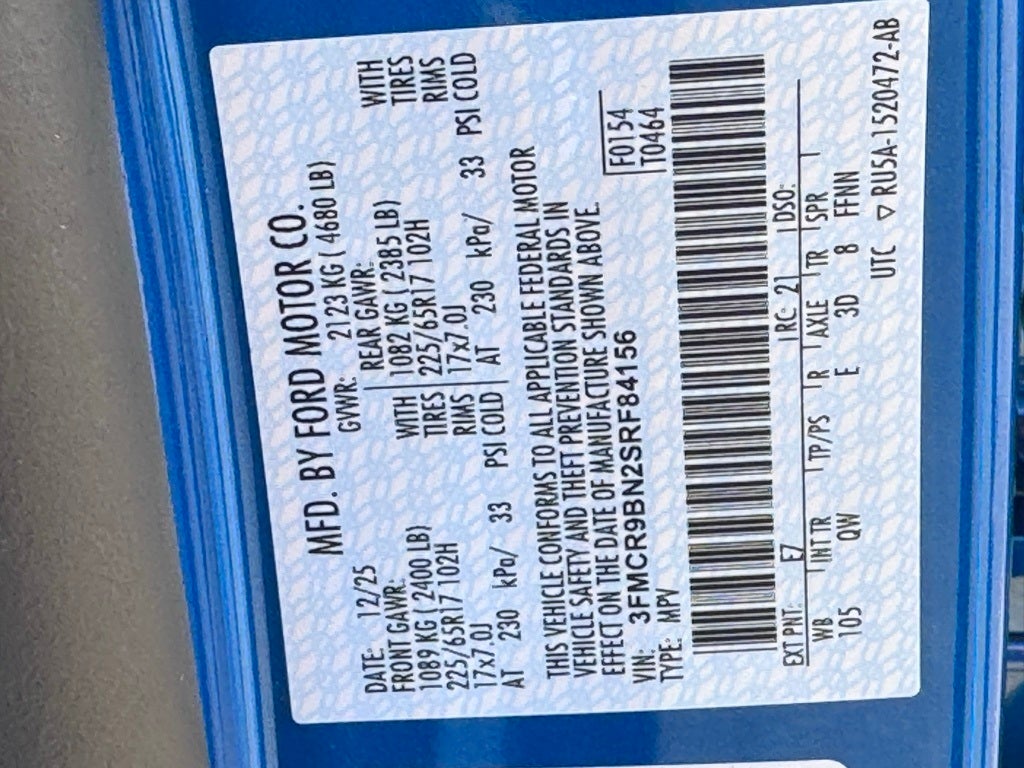 MFD. BY FORD MOTOR CO.
DATE: 12/25 GVWR: 2123 KG ( 4680 LB)
FRONT GAWR: REAR GAWR:
1089 KG ( 2400 LB) WITH 1082 KG ( 2385 LB) WITH
225/65R17 102H TIRES 225/65R17 102H TIRES
17x7.0J RIMS 17x7.0J RIMS
AT 230 kPa/ 33 PSI COLD AT 230 kPa/ 33 PSI COLD
THIS VEHICLE CONFORMS TO ALL APPLICABLE FEDERAL MOTOR
VEHICLE SAFETY AND THEFT PREVENTION STANDARDS IN
EFFECT ON THE DATE OF MANUFACTURE SHOWN ABOVE.
VIN: 3FMCR9BN2SRF84156 F0154
TYPE: MPV T0464
EXT PNT: E7 RC: 21 DSO:
WB INT TR TP/PS R AXLE TR SPR
105 QW E 3D 8 FFNN
UTC ▽ RU5A-1520472-AB